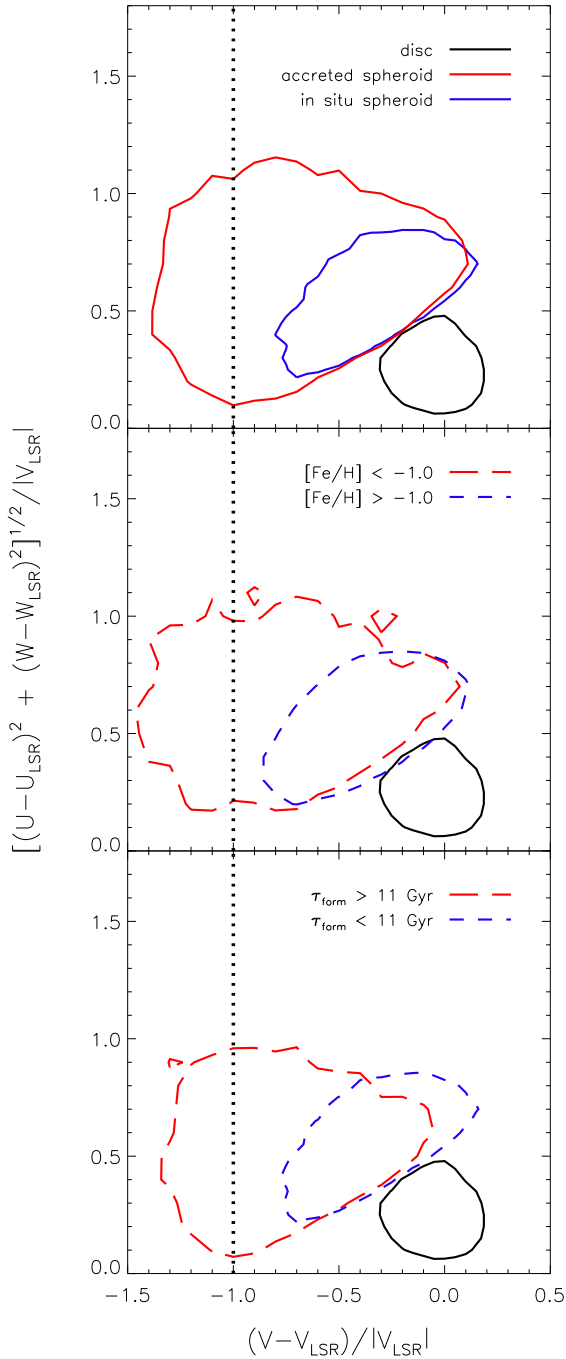 disc
accreted spheroid
in situ spheroid
1.5
1.0
0.5
0.0
[Fe/H] < −1.0
[Fe/H] > −1.0
1.5
1.0
0.5
0.0
[(U−U_LSR)² + (W−W_LSR)²]^1/2/|V_LSR|
τ_form > 11 Gyr
τ_form < 11 Gyr
1.5
1.0
0.5
0.0
−1.5 −1.0 −0.5 0.0 0.5
(V−V_LSR)/|V_LSR|